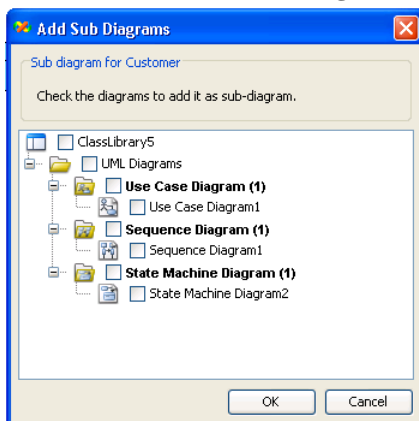 Add Sub Diagrams
Sub diagram for Customer
Check the diagrams to add it as sub-diagram.
ClassLibrary5
UML Diagrams
Use Case Diagram (1)
Use Case Diagram1
Sequence Diagram (1)
Sequence Diagram1
State Machine Diagram (1)
State Machine Diagram2
OK Cancel